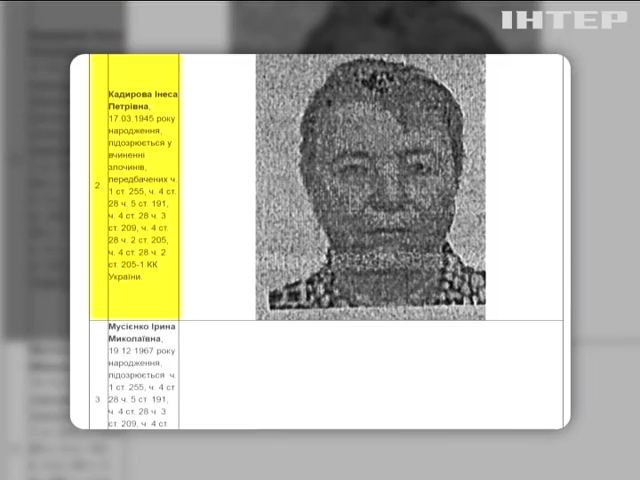 ІНТЕР
2
Кадирова Інеса
Петрівна,
17.03.1945 року
народження,
підозрюється у
вчиненні
злочинів,
передбачених ч.
1 ст. 255, ч. 4 ст.
28 ч. 5 ст. 191,
ч. 4 ст. 28 ч. 3
ст. 209, ч. 4 ст.
28 ч. 2 ст. 205,
ч. 4 ст. 28 ч. 2
ст. 205-1 КК
України.
3
Мусієнко Ірина
Миколаївна,
19.12.1967 року
народження,
підозрюється ч.
1 ст. 255, ч. 4 ст.
28 ч. 5 ст. 191,
ч. 4 ст. 28 ч. 3
ст. 209, ч. 4 ст.